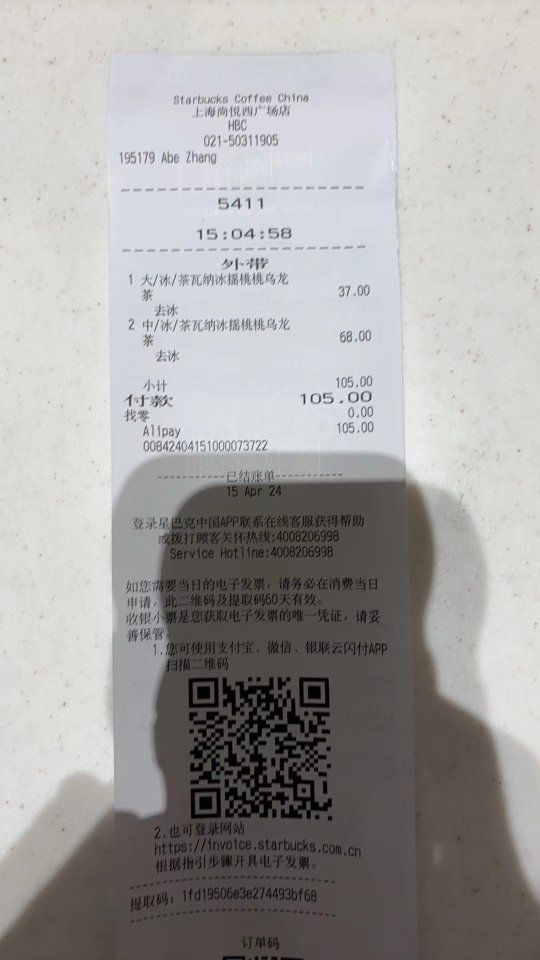 Starbucks Coffee China
上海尚悦西广场店
HBC
021-50311905
195179 Abe Zhang
5411
15:04:58
外带
1 大/冰/茶瓦纳冰摇桃桃乌龙
茶 37.00
去冰
2 中/冰/茶瓦纳冰摇桃桃乌龙
茶 68.00
去冰
小计 105.00
付款 105.00
找零 0.00
Alipay 105.00
00842404151000073722
已结账单
15 Apr 24
登录星巴克中国APP联系在线客服获得帮助
或拨打顾客关怀热线:4008206998
Service Hotline:4008206998
如您需要当日的电子发票，请务必在消费当日
申请，此二维码及提取码60天有效。
收银小票是您获取电子发票的唯一凭证，请妥
善保管。
1.您可使用支付宝、微信、银联云闪付APP
扫描二维码
2.也可登录网站
https://invoice.starbucks.com.cn
根据指引步骤开具电子发票。
提取码：1fd19506e3e274493bf68
订单码